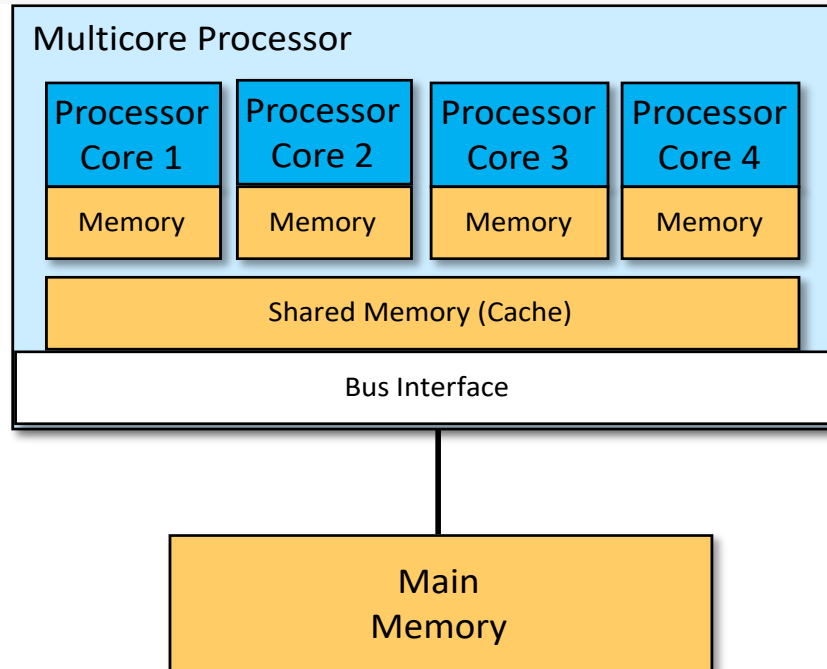 Multicore Processor
Processor
Core 1
Processor
Core 2
Processor
Core 3
Processor
Core 4
Memory
Memory
Memory
Memory
Shared Memory (Cache)
Bus Interface
Main
Memory